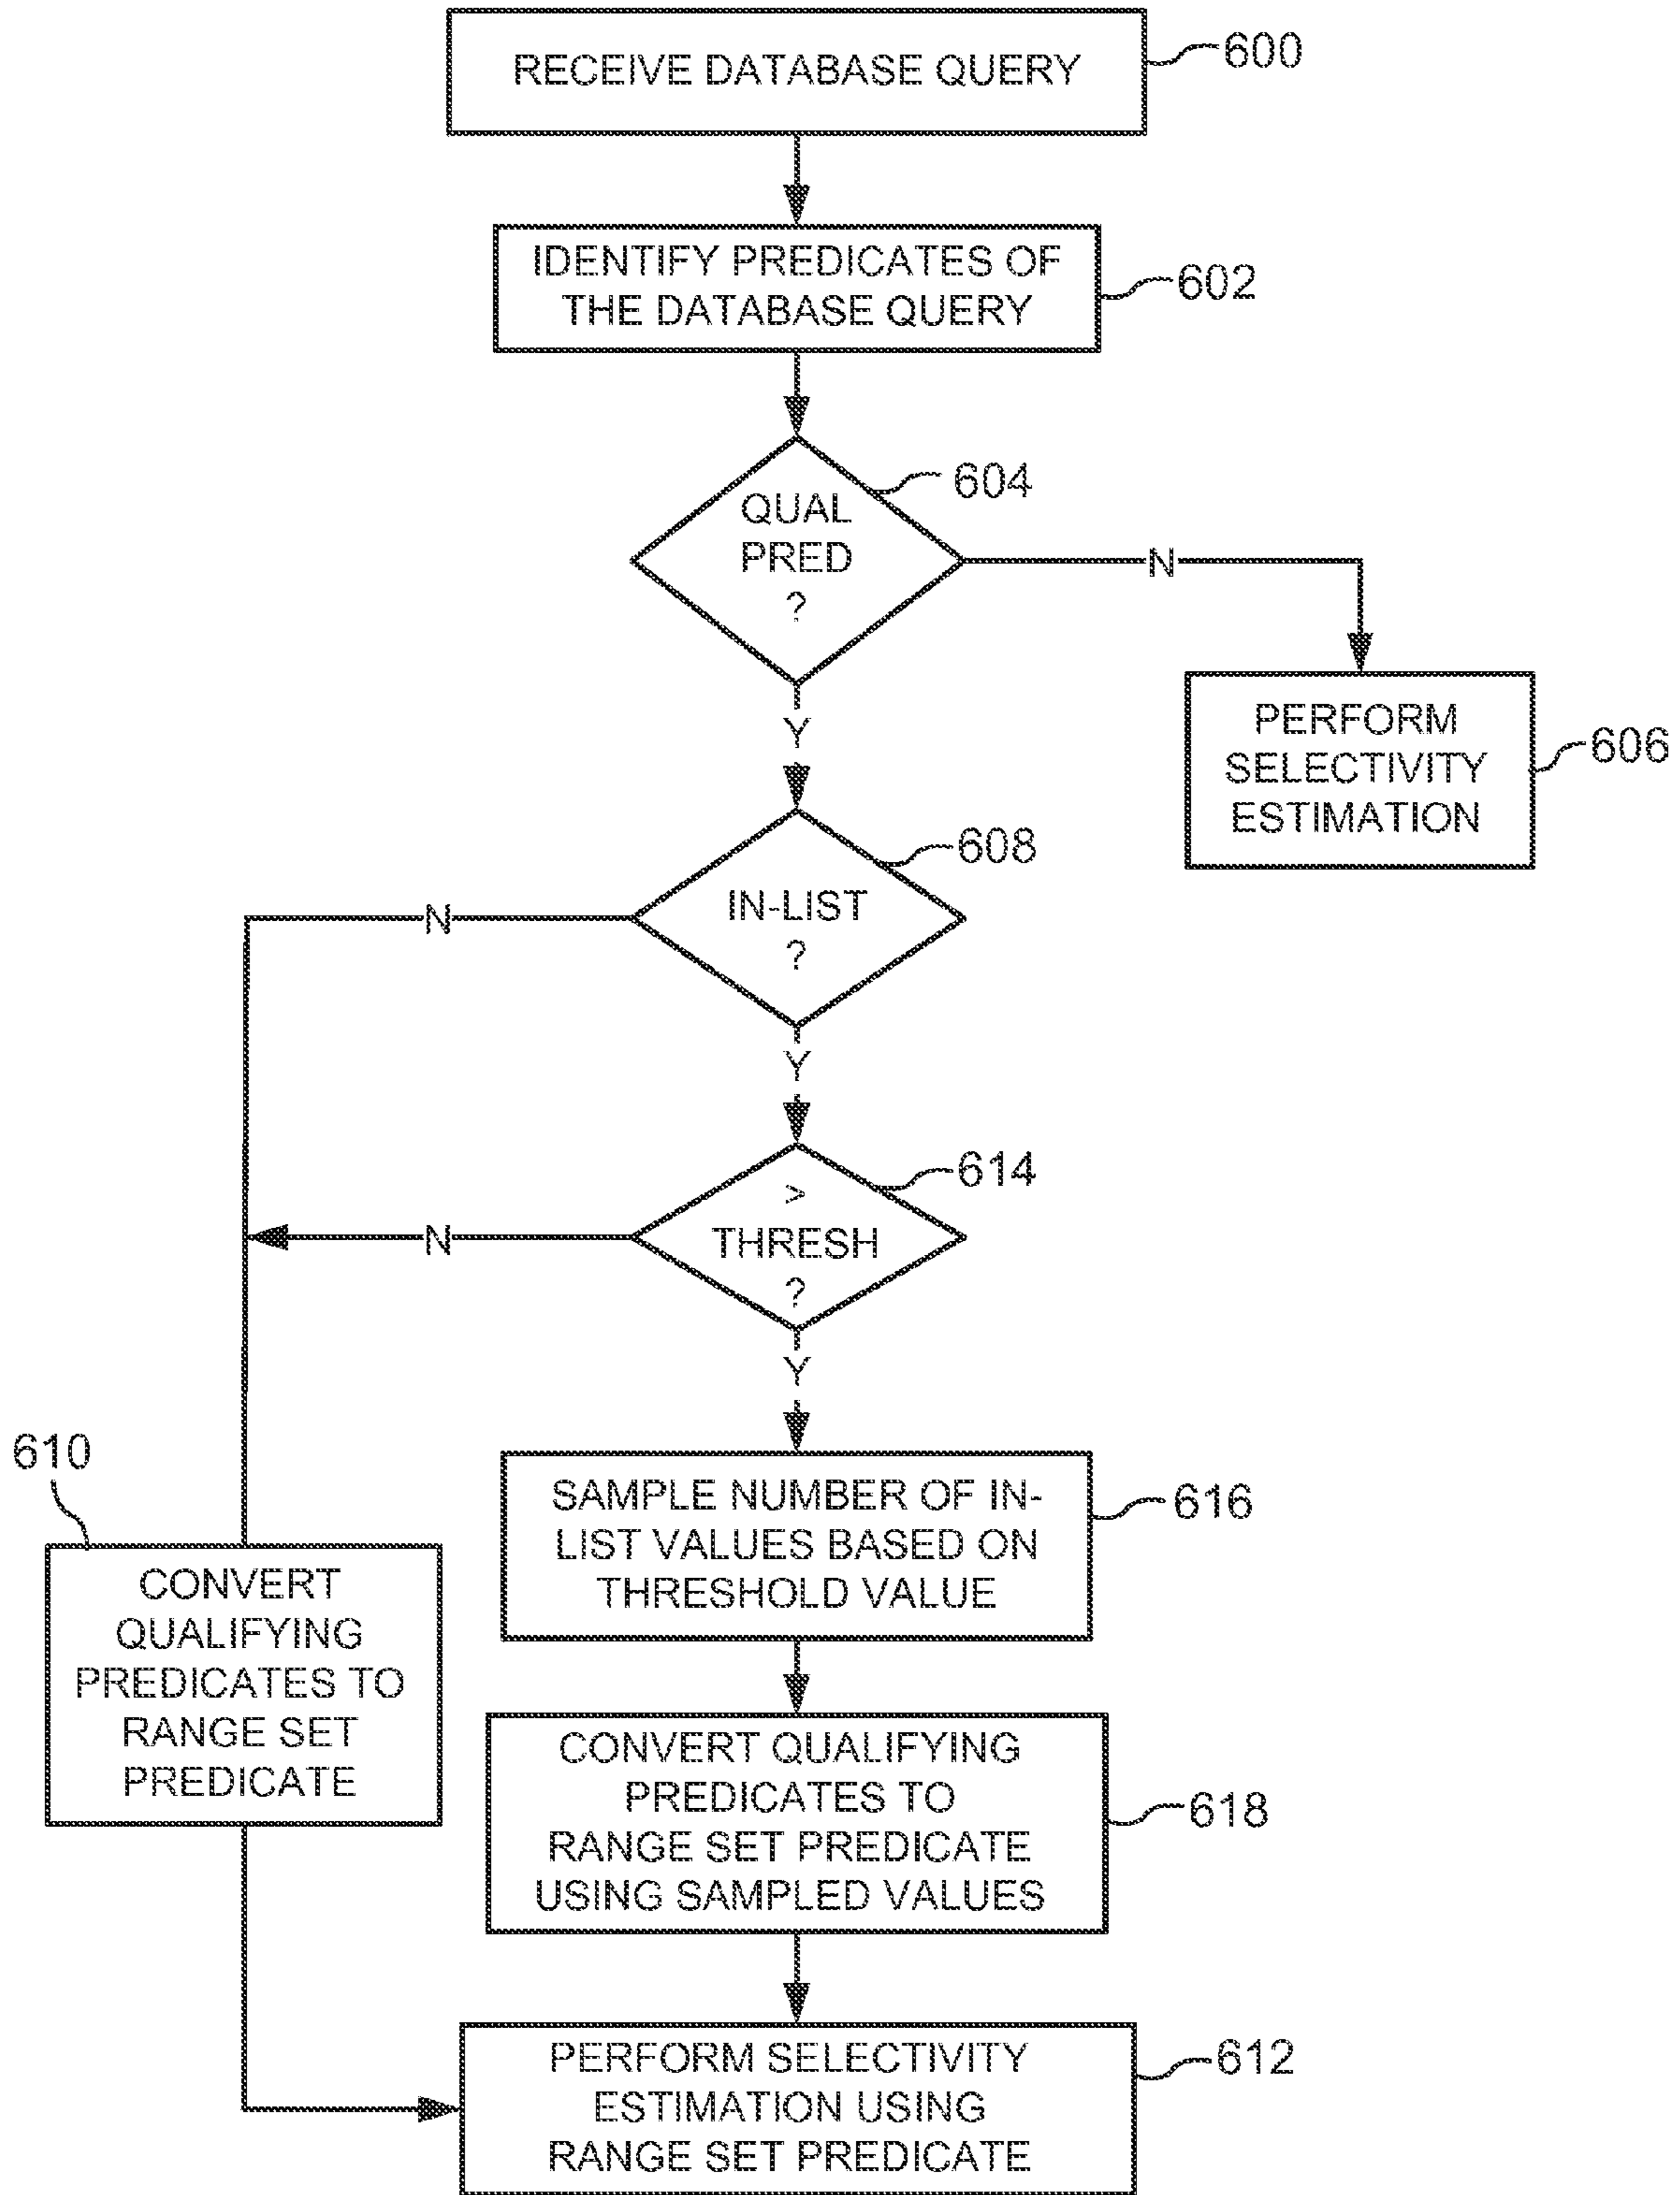 RECEIVE DATABASE QUERY
600
IDENTIFY PREDICATES OF
THE DATABASE QUERY
602
604
QUAL
PRED
?
N
Y
PERFORM
SELECTIVITY
ESTIMATION
606
608
IN-LIST
?
N
Y
614
>
THRESH
?
N
Y
610
CONVERT
QUALIFYING
PREDICATES TO
RANGE SET
PREDICATE
SAMPLE NUMBER OF IN-
LIST VALUES BASED ON
THRESHOLD VALUE
616
CONVERT QUALIFYING
PREDICATES TO
RANGE SET PREDICATE
USING SAMPLED VALUES
618
PERFORM SELECTIVITY
ESTIMATION USING
RANGE SET PREDICATE
612